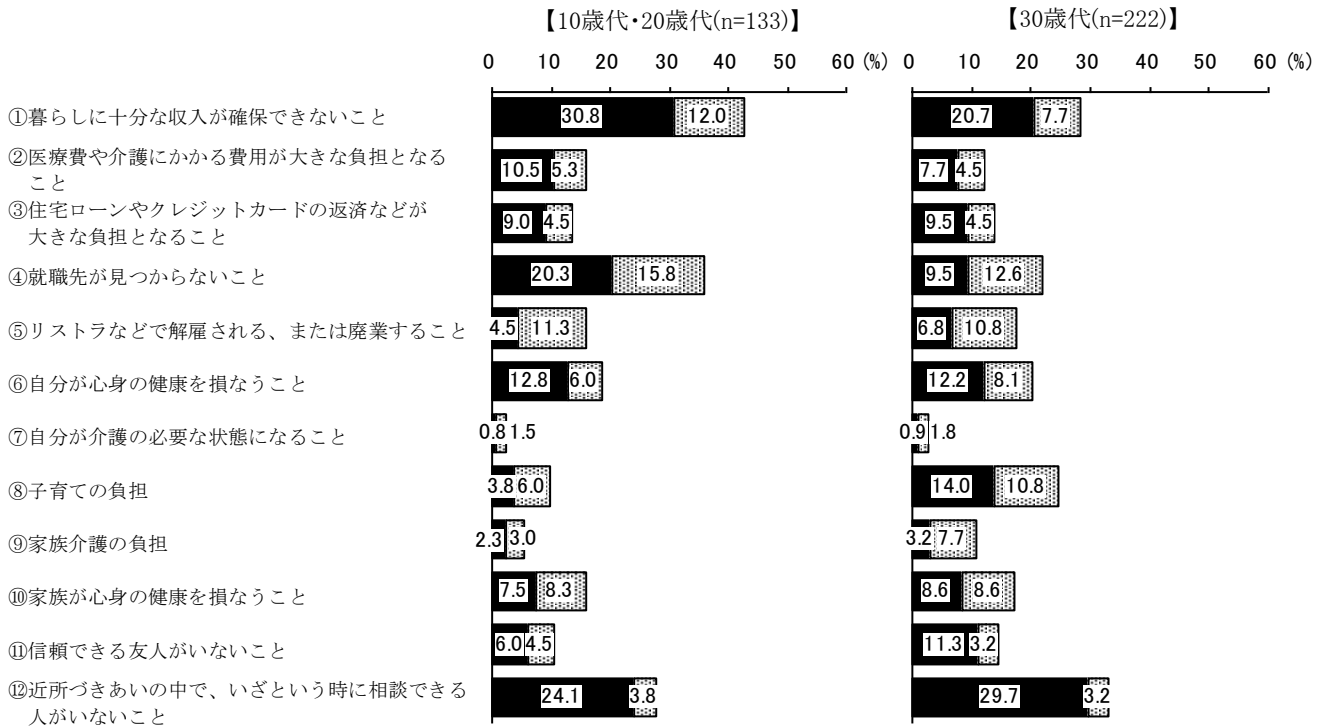 【10歳代・20歳代(n=133)】 【30歳代(n=222)】
0 10 20 30 40 50 60 (%) 0 10 20 30 40 50 60 (%)
①暮らしに十分な収入が確保できないこと 30.8 12.0 20.7 7.7
②医療費や介護にかかる費用が大きな負担となる
こと 10.5 5.3 7.7 4.5
③住宅ローンやクレジットカードの返済などが
大きな負担となること 9.0 4.5 9.5 4.5
④就職先が見つからないこと 20.3 15.8 9.5 12.6
⑤リストラなどで解雇される、または廃業すること 4.5 11.3 6.8 10.8
⑥自分が心身の健康を損なうこと 12.8 6.0 12.2 8.1
⑦自分が介護の必要な状態になること 0.8 1.5 0.9 1.8
⑧子育ての負担 3.8 6.0 14.0 10.8
⑨家族介護の負担 2.3 3.0 3.2 7.7
⑩家族が心身の健康を損なうこと 7.5 8.3 8.6 8.6
⑪信頼できる友人がいないこと 6.0 4.5 11.3 3.2
⑫近所づきあいの中で、いざという時に相談できる
人がいないこと 24.1 3.8 29.7 3.2